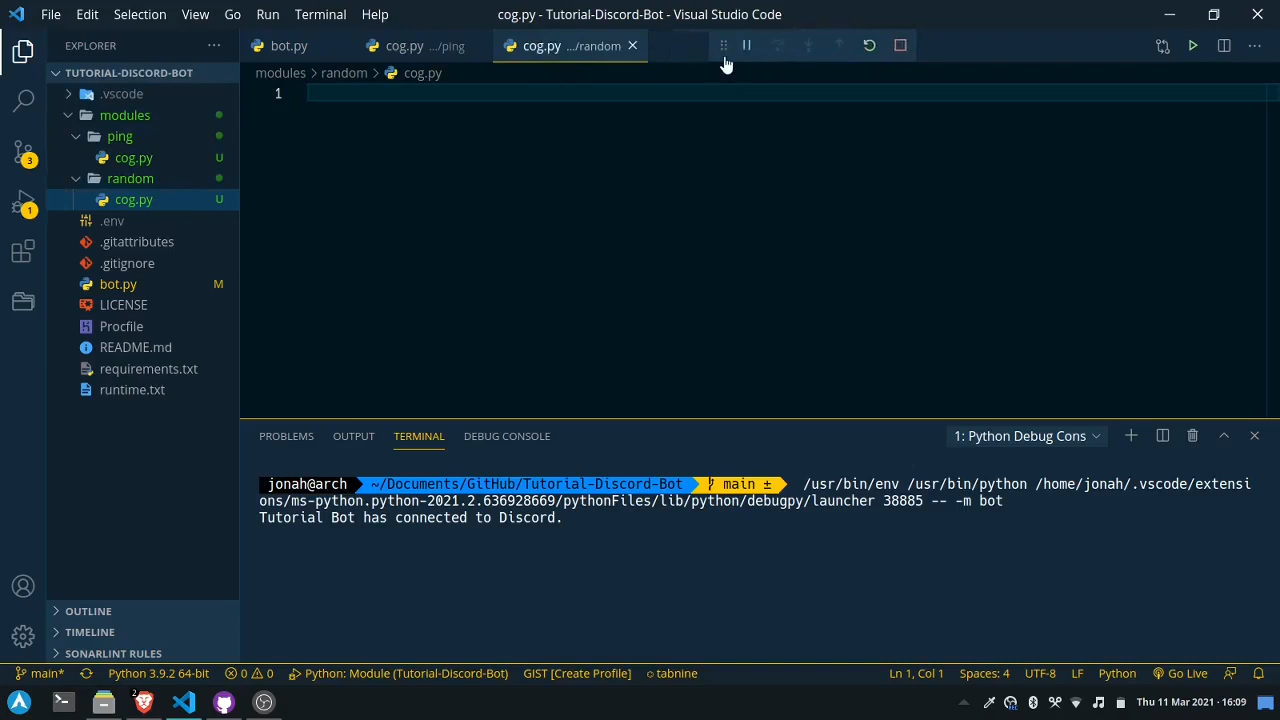 File Edit Selection View Go Run Terminal Help
cog.py - Tutorial-Discord-Bot - Visual Studio Code
EXPLORER
TUTORIAL-DISCORD-BOT
.vscode
modules
ping
cog.py U
random
cog.py U
.env
.gitattributes
.gitignore
bot.py M
LICENSE
Procfile
README.md
requirements.txt
runtime.txt
OUTLINE
TIMELINE
SONARLINT RULES
3
1
bot.py
cog.py .../ping
cog.py .../random
modules > random > cog.py
1
PROBLEMS OUTPUT TERMINAL DEBUG CONSOLE
1: Python Debug Cons
jonah@arch ~/Documents/GitHub/Tutorial-Discord-Bot main ± /usr/bin/env /usr/bin/python /home/jonah/.vscode/extensi
ons/ms-python.python-2021.2.636928669/pythonFiles/lib/python/debugpy/launcher 38885 -- -m bot
Tutorial Bot has connected to Discord.
main* Python 3.9.2 64-bit 0 0 Python: Module (Tutorial-Discord-Bot) GIST [Create Profile] tabnine Ln 1, Col 1 Spaces: 4 UTF-8 LF Python Go Live
2
Thu 11 Mar 2021 - 16:09